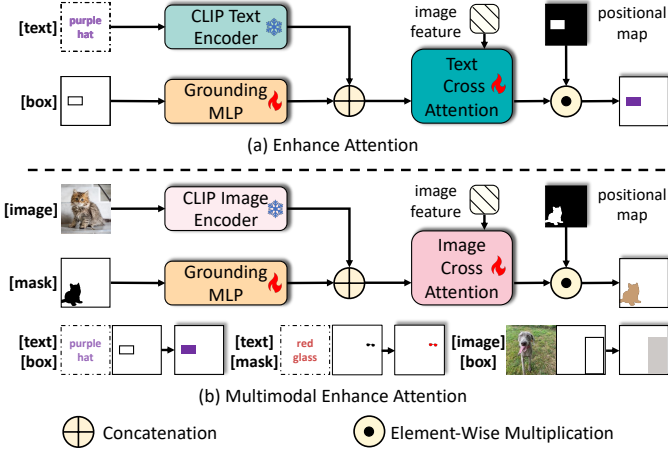 [text]
purple
hat
CLIP Text
Encoder
image
feature
positional
map
[box]
Grounding
MLP
Text
Cross
Attention
(a) Enhance Attention
[image]
CLIP Image
Encoder
image
feature
positional
map
[mask]
Grounding
MLP
Image
Cross
Attention
[text]
[box]
purple
hat
[text]
[mask]
red
glass
[image]
[box]
(b) Multimodal Enhance Attention
Concatenation
Element-Wise Multiplication